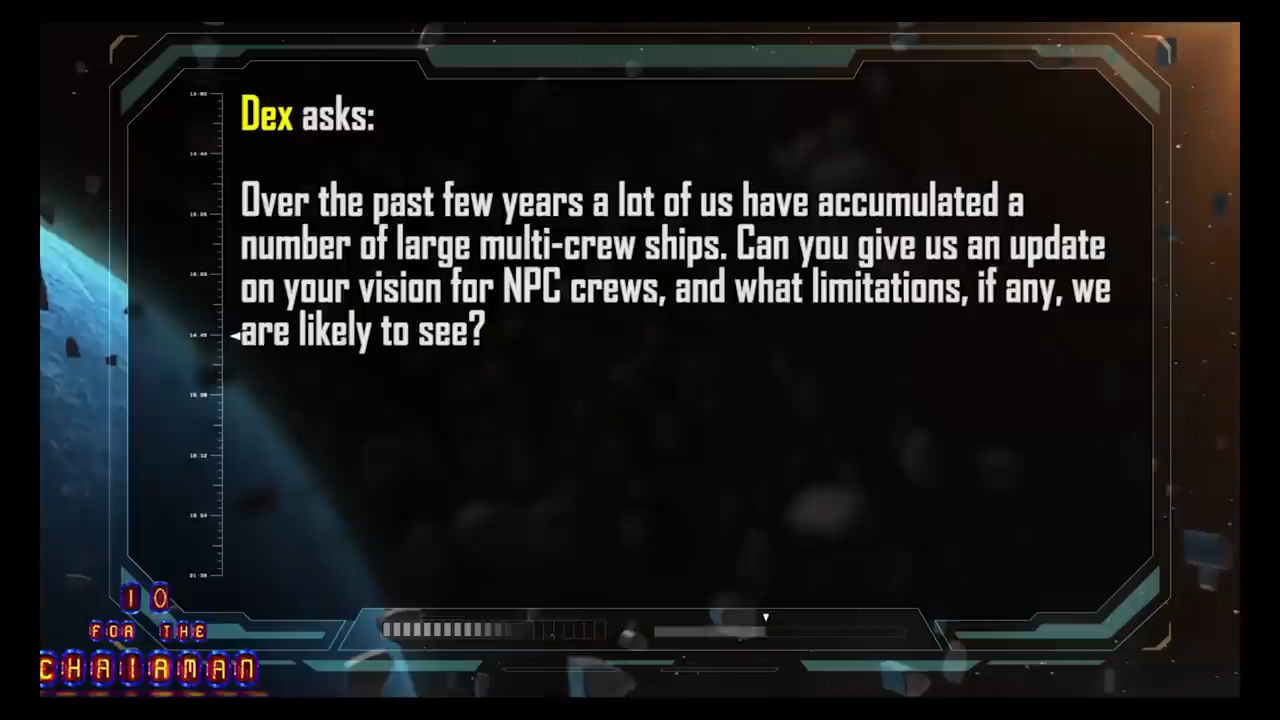 Dex asks:
Over the past few years a lot of us have accumulated a
number of large multi-crew ships. Can you give us an update
on your vision for NPC crews, and what limitations, if any, we
are likely to see?
10
FOR THE
CHAIRMAN